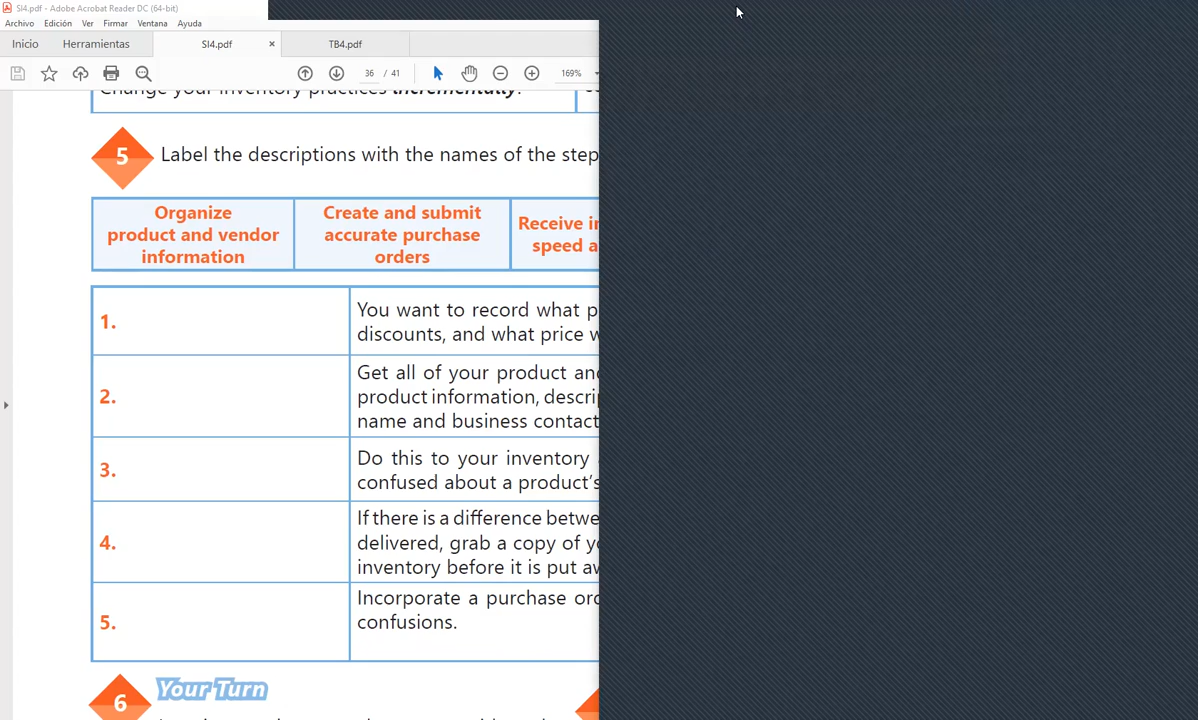 SI4.pdf - Adobe Acrobat Reader DC (64-bit)
Archivo Edición Ver Firmar Ventana Ayuda
Inicio Herramientas SI4.pdf × TB4.pdf
36 / 41 169%
Change your inventory practices incrementally.
5 Label the descriptions with the names of the step
Organize
product and vendor
information
Create and submit
accurate purchase
orders
Receive in
speed a
1. You want to record what p
discounts, and what price w
2. Get all of your product and
product information, descrip
name and business contact
3. Do this to your inventory
confused about a product's
4. If there is a difference betwe
delivered, grab a copy of yo
inventory before it is put aw
5. Incorporate a purchase ord
confusions.
6 Your Turn